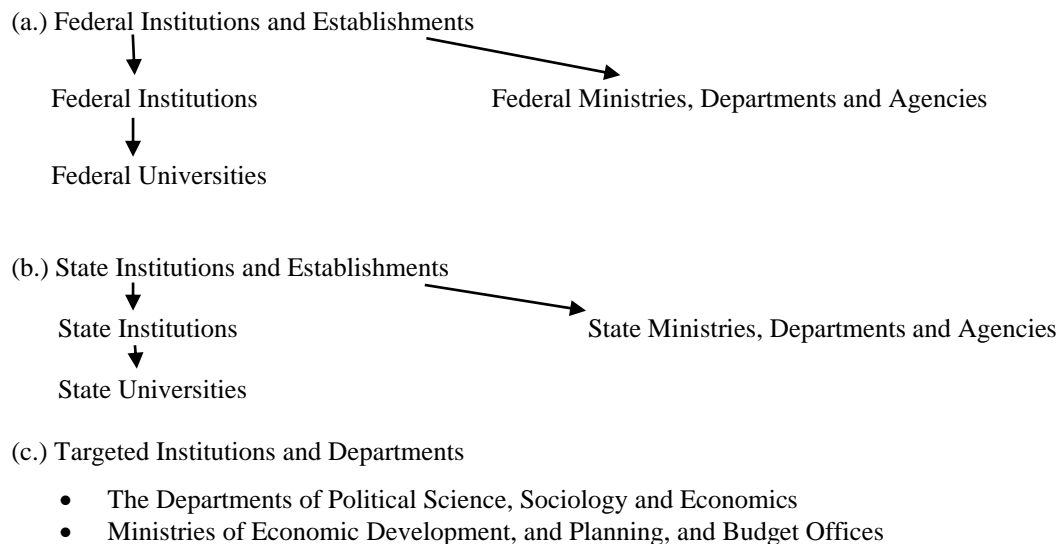 (a.) Federal Institutions and Establishments
Federal Institutions Federal Ministries, Departments and Agencies
Federal Universities
(b.) State Institutions and Establishments
State Institutions State Ministries, Departments and Agencies
State Universities
(c.) Targeted Institutions and Departments
• The Departments of Political Science, Sociology and Economics
• Ministries of Economic Development, and Planning, and Budget Offices